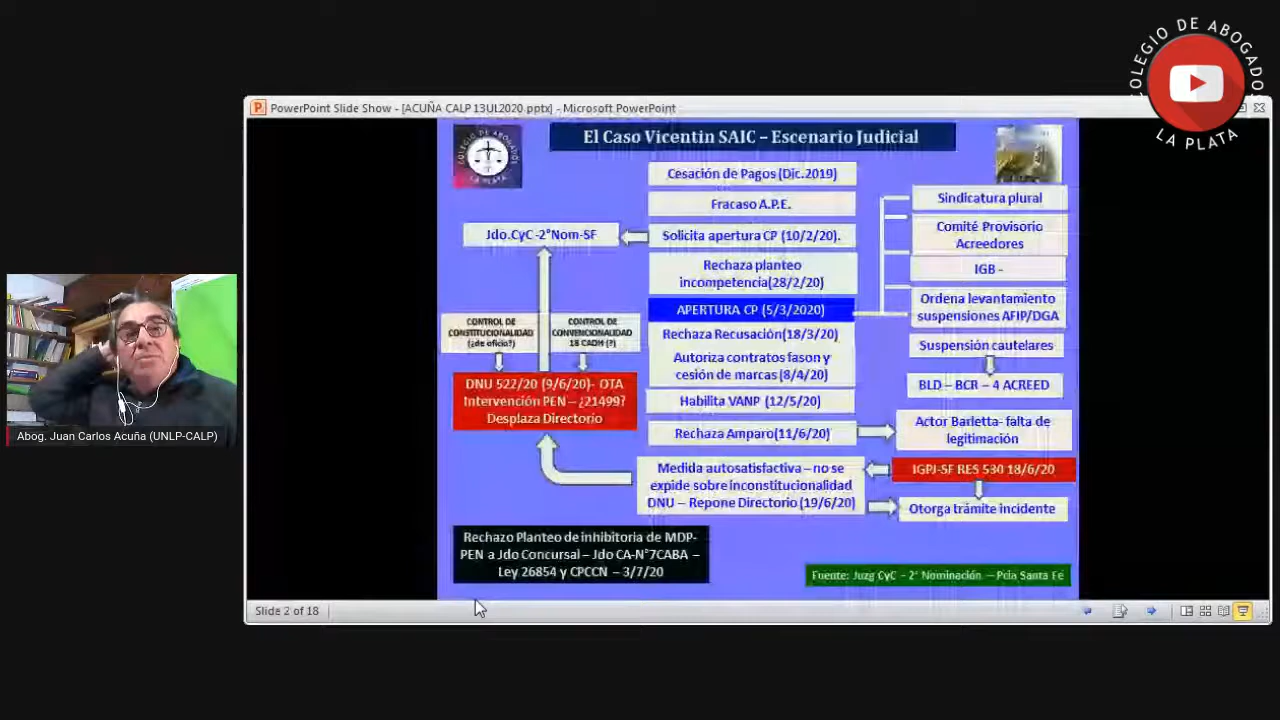 COLEGIO DE ABOGADOS
LA PLATA
PowerPoint Slide Show - [ACUÑA CALP 13UL2020.pptx] - Microsoft PowerPoint
COLEGIO DE ABOGADOS
LA PLATA
El Caso Vicentin SAIC – Escenario Judicial
Cesación de Pagos (Dic.2019)
Fracaso A.P.E.
Solicita apertura CP (10/2/20).
Jdo.CyC -2°Nom-SF
Rechaza planteo
incompetencia(28/2/20)
APERTURA CP (5/3/2020)
Rechaza Recusación(18/3/20)
Autoriza contratos fason y
cesión de marcas (8/4/20)
Habilita VANP (12/5/20)
Rechaza Amparo(11/6/20)
Sindicatura plural
Comité Provisorio
Acreedores
IGB -
Ordena levantamiento
suspensiones AFIP/DGA
Suspensión cautelares
BLD – BCR – 4 ACREED
Actor Barletta- falta de
legitimación
CONTROL DE
CONSTITUCIONALIDAD
(¿de oficio?)
CONTROL DE
CONVENCIONALIDAD
18 CADH (?)
DNU 522/20 (9/6/20)- OTA
Intervención PEN – ¿21499?
Desplaza Directorio
Medida autosatisfactiva – no se
expide sobre inconstitucionalidad
DNU – Repone Directorio (19/6/20)
IGPJ-SF RES 530 18/6/20
Otorga trámite incidente
Rechazo Planteo de inhibitoria de MDP-
PEN a Jdo Concursal – Jdo CA-N°7CABA –
Ley 26854 y CPCCN – 3/7/20
Fuente: Juzg CyC – 2° Nominación – Pcia Santa Fé
Slide 2 of 18
Abog. Juan Carlos Acuña (UNLP-CALP)